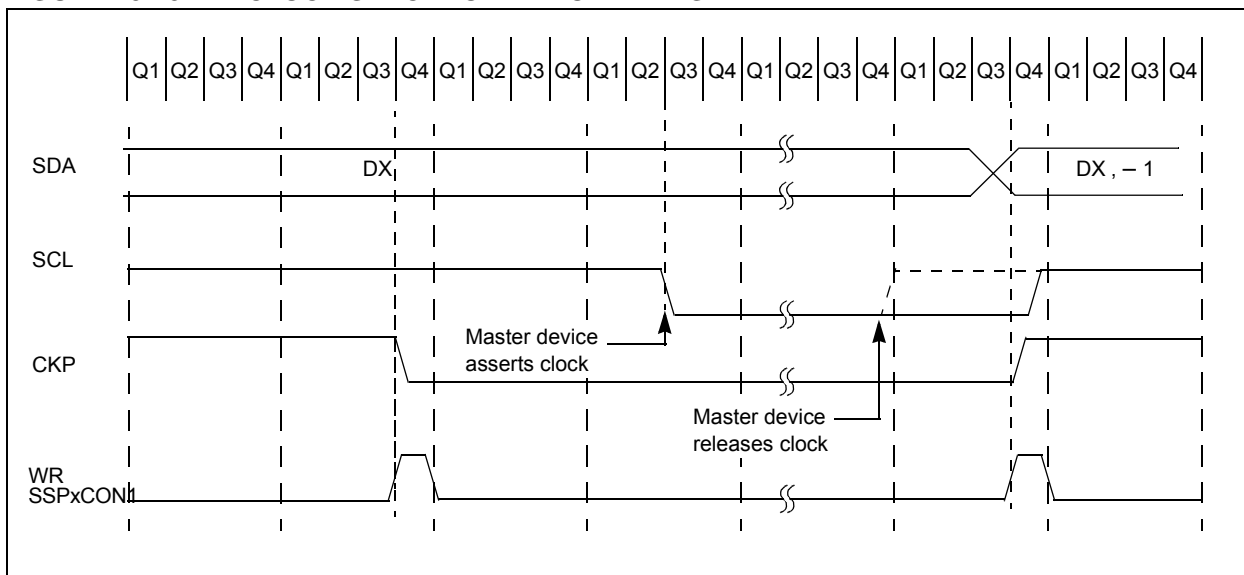 Q1 Q2 Q3 Q4 Q1 Q2 Q3 Q4 Q1 Q2 Q3 Q4 Q1 Q2 Q3 Q4 Q1 Q2 Q3 Q4 Q1 Q2 Q3 Q4 Q1 Q2 Q3 Q4
SDA
DX
DX , – 1
SCL
Master device
asserts clock
CKP
Master device
releases clock
WR
SSPxCON1